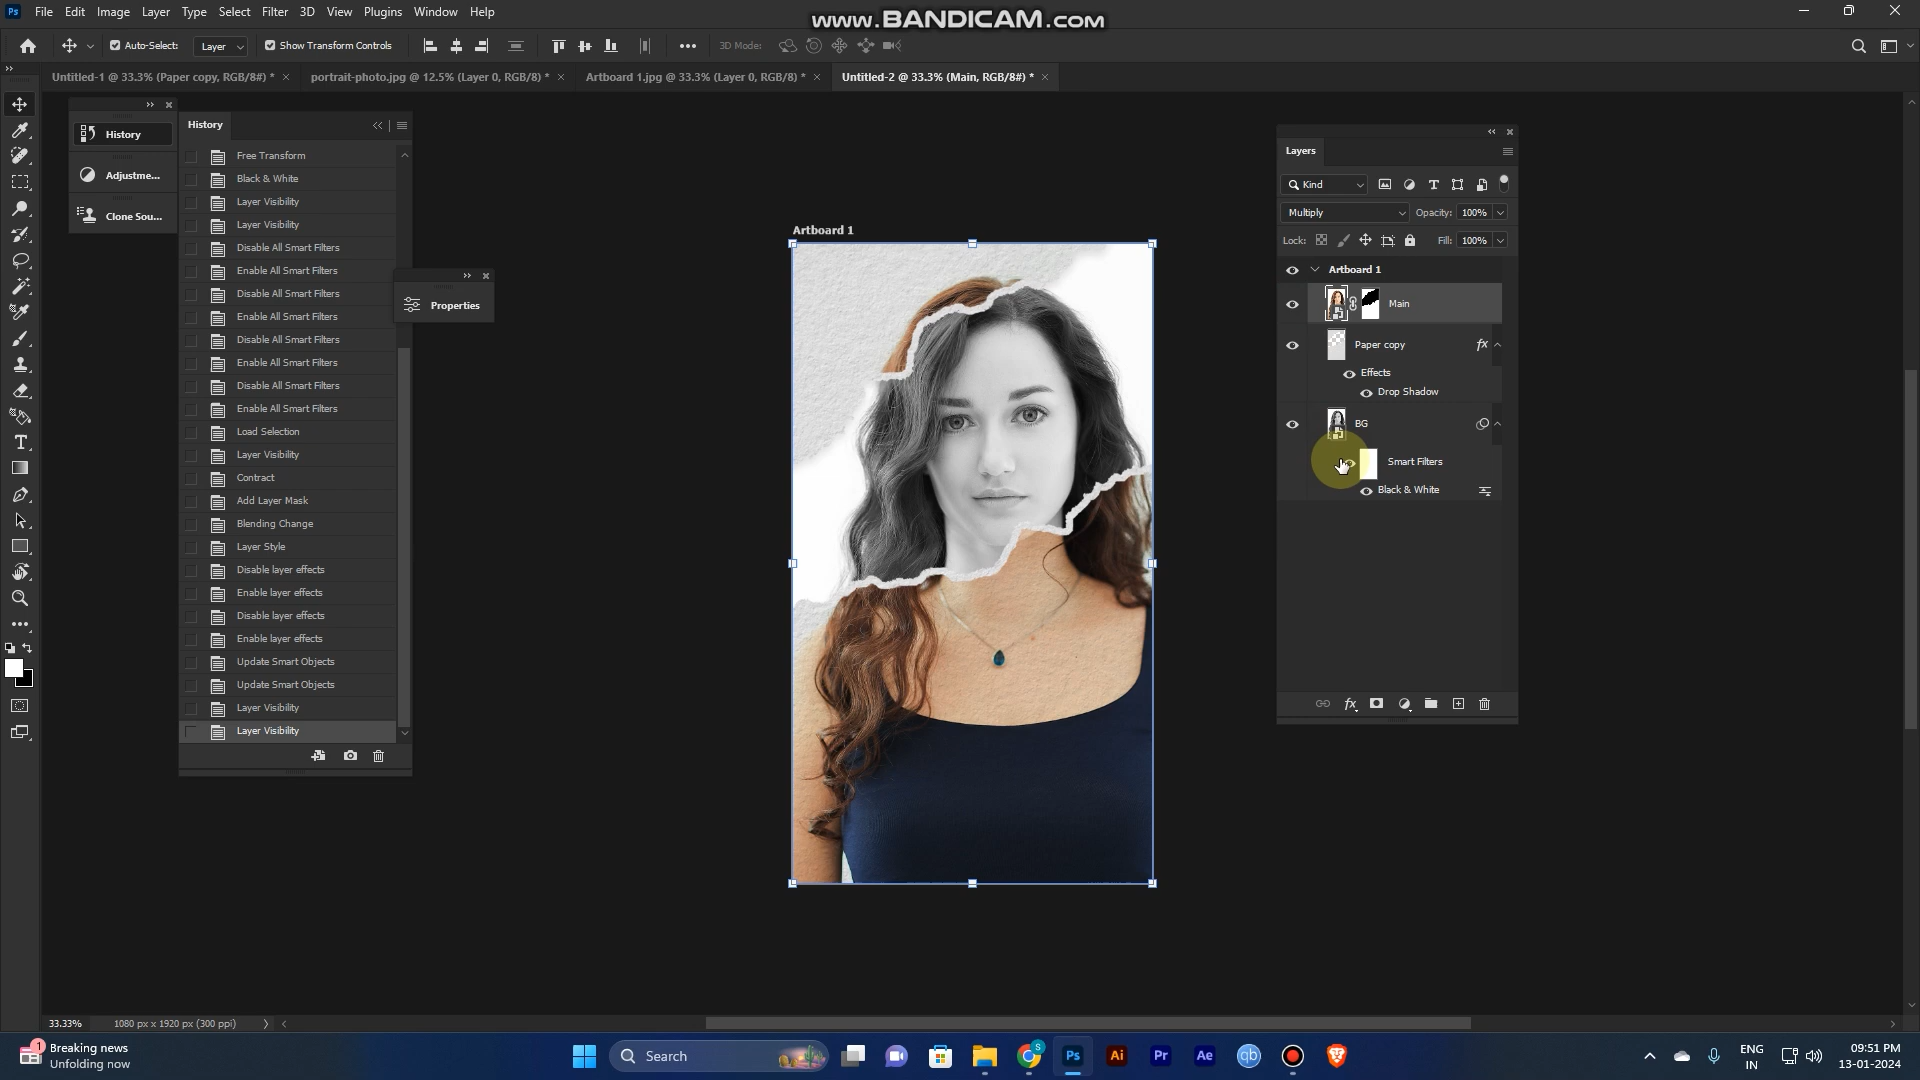 Ps File Edit Image Layer Type Select Filter 3D View Plugins Window Help
WWW.BANDICAM.COM
Auto-Select: Layer Show Transform Controls 3D Mode:
Untitled-1 @ 33.3% (Paper copy, RGB/8#) * × portrait-photo.jpg @ 12.5% (Layer 0, RGB/8) * × Artboard 1.jpg @ 33.3% (Layer 0, RGB/8) * × Untitled-2 @ 33.3% (Main, RGB/8#) * ×
History
Adjustme...
Clone Sou...
History
Free Transform
Black & White
Layer Visibility
Layer Visibility
Disable All Smart Filters
Enable All Smart Filters
Disable All Smart Filters
Enable All Smart Filters
Disable All Smart Filters
Enable All Smart Filters
Disable All Smart Filters
Enable All Smart Filters
Load Selection
Layer Visibility
Contract
Add Layer Mask
Blending Change
Layer Style
Disable layer effects
Enable layer effects
Disable layer effects
Enable layer effects
Update Smart Objects
Update Smart Objects
Layer Visibility
Layer Visibility
Properties
Artboard 1
Layers
Kind
Multiply Opacity: 100%
Lock: Fill: 100%
Artboard 1
Main
Paper copy fx
Effects
Drop Shadow
BG
Smart Filters
Black & White
fx
33.33% 1080 px x 1920 px (300 ppi)
1
Breaking news
Unfolding now
Search
S
Ps Ai Pr Ae qb
ENG
IN
09:51 PM
13-01-2024